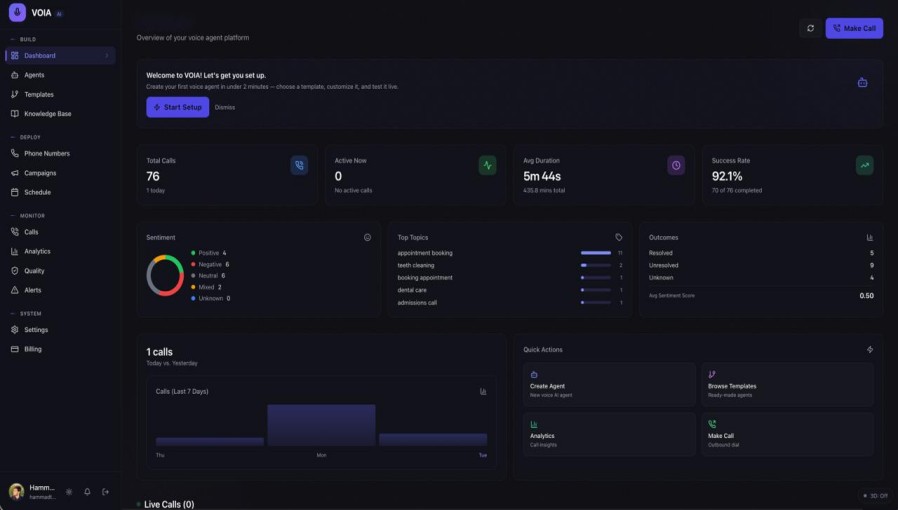 VOIA AI
BUILD
Dashboard
Agents
Templates
Knowledge Base
DEPLOY
Phone Numbers
Campaigns
Schedule
MONITOR
Calls
Analytics
Quality
Alerts
SYSTEM
Settings
Billing
Hamm...
hammadt...
Overview of your voice agent platform
Make Call
Welcome to VOIA! Let's get you set up.
Create your first voice agent in under 2 minutes — choose a template, customize it, and test it live.
Start Setup
Dismiss
Total Calls
76
1 today
Active Now
0
No active calls
Avg Duration
5m 44s
435.8 mins total
Success Rate
92.1%
70 of 76 completed
Sentiment
Positive 4
Negative 6
Neutral 6
Mixed 2
Unknown 0
Top Topics
appointment booking 11
teeth cleaning 2
booking appointment 1
dental care 1
admissions call 1
Outcomes
Resolved 5
Unresolved 9
Unknown 4
Avg Sentiment Score 0.50
1 calls
Today vs. Yesterday
Calls (Last 7 Days)
Thu Mon Tue
Quick Actions
Create Agent
New voice AI agent
Browse Templates
Ready-made agents
Analytics
Call insights
Make Call
Outbound dial
Live Calls (0)
3D: Off